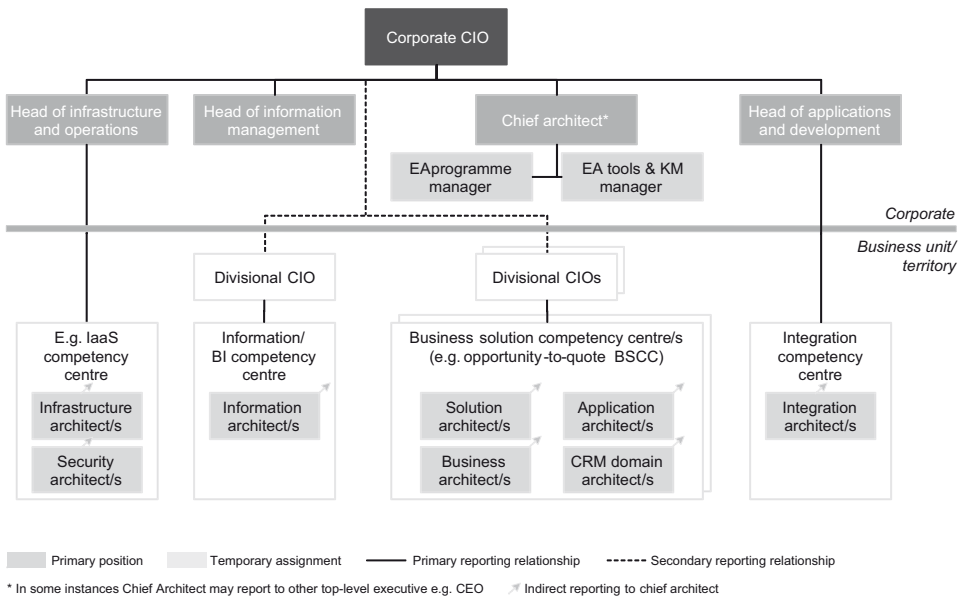 Corporate CIO
Head of infrastructure
and operations
Head of information
management
Chief architect*
Head of applications
and development
EAprogramme
manager
EA tools & KM
manager
Corporate
Business unit/
territory
Divisional CIO
Divisional CIOs
E.g. IaaS
competency
centre
Infrastructure
architect/s
Security
architect/s
Information/
BI competency
centre
Information
architect/s
Business solution competency centre/s
(e.g. opportunity-to-quote BSCC)
Solution
architect/s
Application
architect/s
Business
architect/s
CRM domain
architect/s
Integration
competency
centre
Integration
architect/s
Primary position
Temporary assignment
Primary reporting relationship
Secondary reporting relationship
* In some instances Chief Architect may report to other top-level executive e.g. CEO
Indirect reporting to chief architect